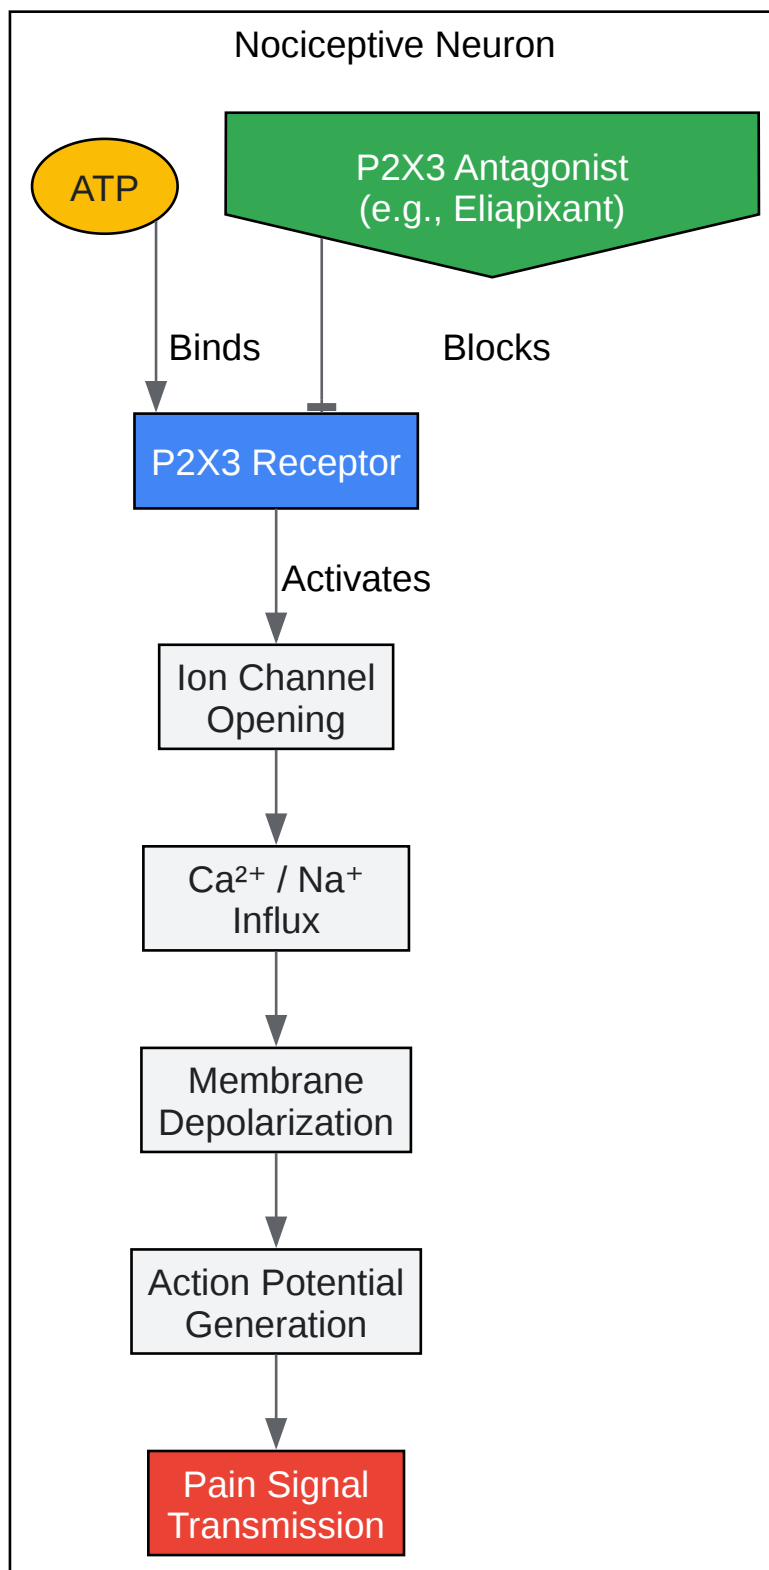 Nociceptive Neuron
ATP
P2X3 Antagonist
(e.g., Eliapixant)
Binds
Blocks
P2X3 Receptor
Activates
Ion Channel
Opening
Ca²⁺ / Na⁺
Influx
Membrane
Depolarization
Action Potential
Generation
Pain Signal
Transmission